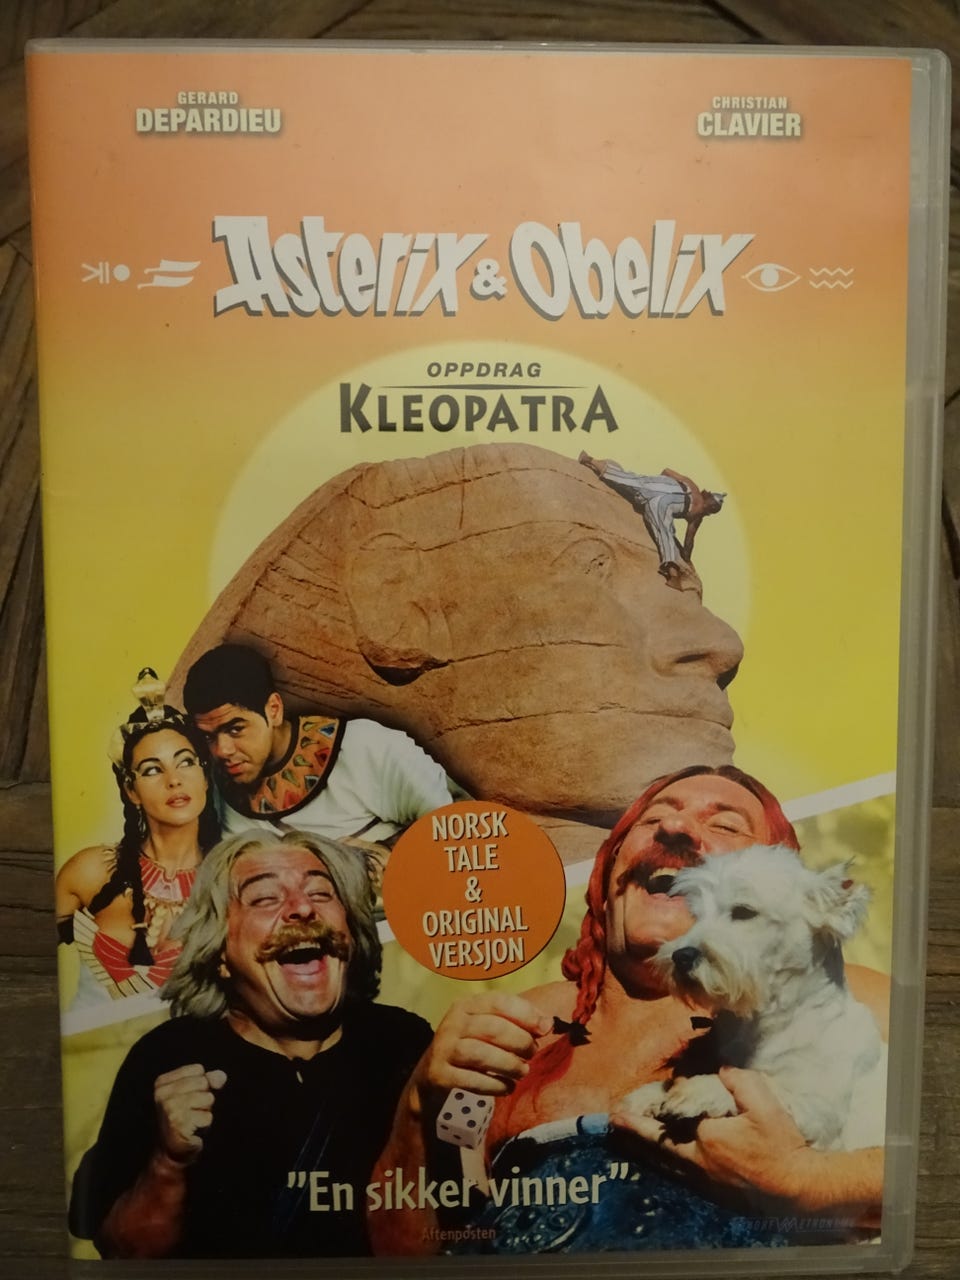 GERARD
DEPARDIEU
CHRISTIAN
CLAVIER
Asterix & Obelix
OPPDRAG
KLEOPATRA
NORSK
TALE
&
ORIGINAL
VERSJON
"En sikker vinner"
Aftenposten